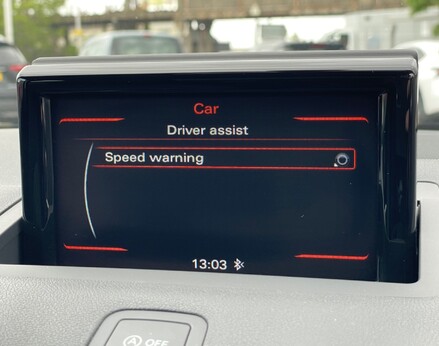 Car
Driver assist
Speed warning
13:03
OFF